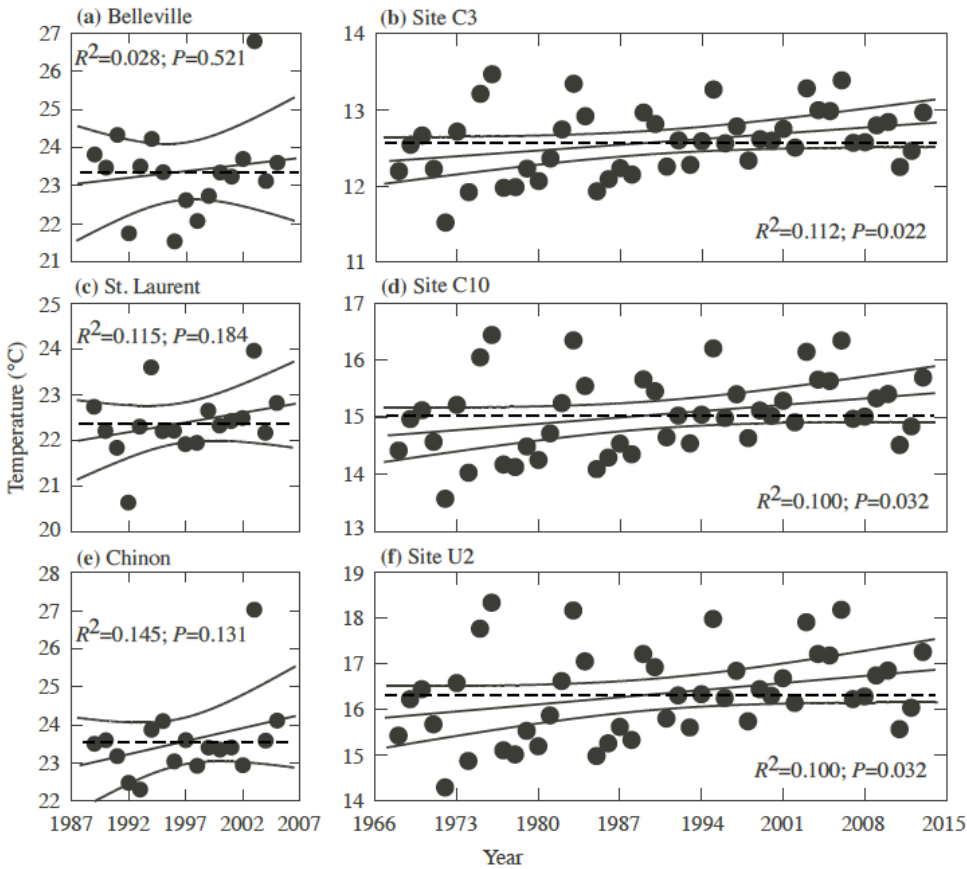 (a) Belleville
27
26
25
24
23
22
21
R²=0.028; P=0.521
(b) Site C3
14
13
12
11
R²=0.112; P=0.022
(c) St. Laurent
25
24
23
22
21
20
R²=0.115; P=0.184
(d) Site C10
17
16
15
14
13
R²=0.100; P=0.032
(e) Chinon
28
27
26
25
24
23
22
R²=0.145; P=0.131
(f) Site U2
19
18
17
16
15
14
R²=0.100; P=0.032
Temperature (°C)
1987 1992 1997 2002 2007
1966 1973 1980 1987 1994 2001 2008 2015
Year